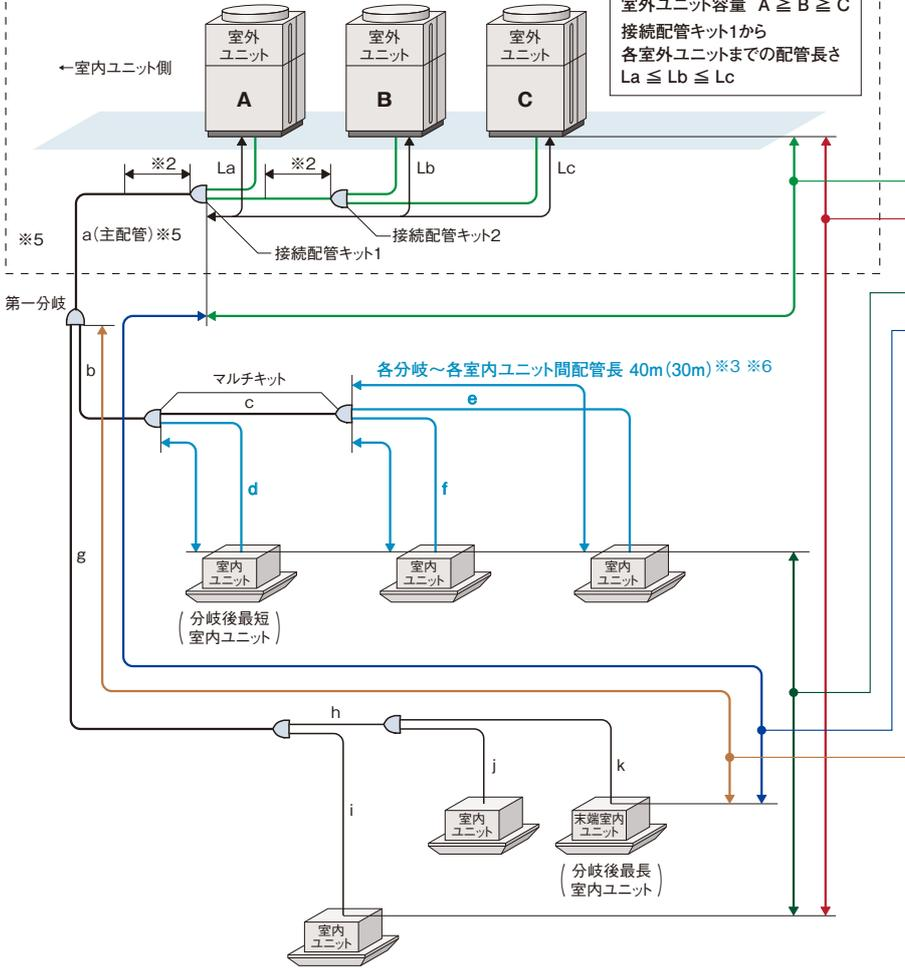 室外ユニット容量 A ≧ B ≧ C
接続配管キット1から
各室外ユニットまでの配管長さ
La ≦ Lb ≦ Lc
室外
ユニット
A
室外
ユニット
B
室外
ユニット
C
←室内ユニット側
※2
La
※2
Lb
Lc
※5
a(主配管)※5
接続配管キット2
接続配管キット1
第一分岐
b
マルチキット
c
各分岐～各室内ユニット間配管長 40m(30m)※3 ※6
e
d
f
g
室内
ユニット
室内
ユニット
室内
ユニット
(分岐後最短
室内ユニット)
h
j
k
i
室内
ユニット
末端室内
ユニット
(分岐後最長
室内ユニット)
室内
ユニット